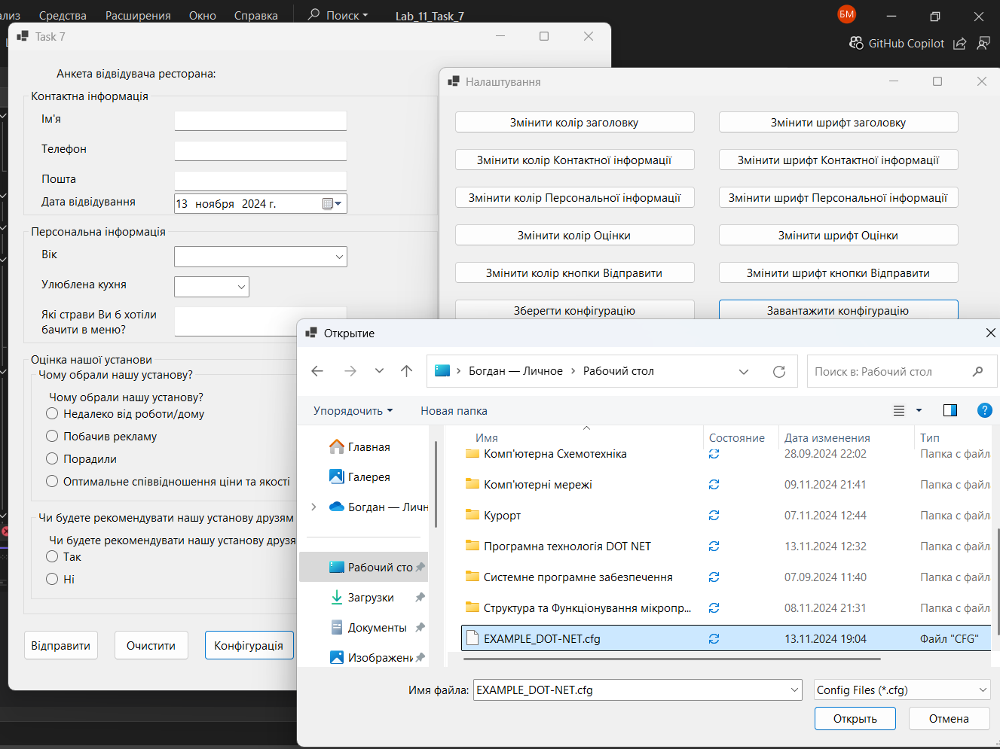 Средства
Расширения
Окно
Справка
Поиск
Lab_11_Task_7
БМ
GitHub Copilot
Task 7
Анкета відвідувача ресторана:
Контактна інформація
Ім'я
Телефон
Пошта
Дата відвідування
13 ноября 2024 г.
Персональна інформація
Вік
Улюблена кухня
Які страви Ви б хотіли
бачити в меню?
Оцінка нашої установи
Чому обрали нашу установу?
Чому обрали нашу установу?
Недалеко від роботи/дому
Побачив рекламу
Порадили
Оптимальне співвідношення ціни та якості
Чи будете рекомендувати нашу установу друзям
Чи будете рекомендувати нашу установу друзя
Так
Ні
Відправити
Очистити
Конфігурація
Налаштування
Змінити колір заголовку
Змінити шрифт заголовку
Змінити колір Контактної інформації
Змінити шрифт Контактної інформації
Змінити колір Персональної інформації
Змінити шрифт Персональної інформації
Змінити колір Оцінки
Змінити шрифт Оцінки
Змінити колір кнопки Відправити
Змінити шрифт кнопки Відправити
Зберегти конфігурацію
Завантажити конфігурацію
Открытие
Богдан — Личное
Рабочий стол
Поиск в: Рабочий стол
Упорядочить
Новая папка
Главная
Галерея
Богдан — Личн
Рабочий сто
Загрузки
Документы
Изображени
Имя
Состояние
Дата изменения
Тип
Комп'ютерна Схемотехніка
28.09.2024 22:02
Папка с файл
Комп'ютерні мережі
09.11.2024 21:41
Папка с файл
Курорт
07.11.2024 12:44
Папка с файл
Програмна технологія DOT NET
13.11.2024 12:32
Папка с файл
Системне програмне забезпечення
07.09.2024 11:40
Папка с файл
Структура та Функціонування мікропр...
08.11.2024 21:31
Папка с файл
EXAMPLE_DOT-NET.cfg
13.11.2024 19:04
Файл "CFG"
Имя файла:
EXAMPLE_DOT-NET.cfg
Config Files (*.cfg)
Открыть
Отмена